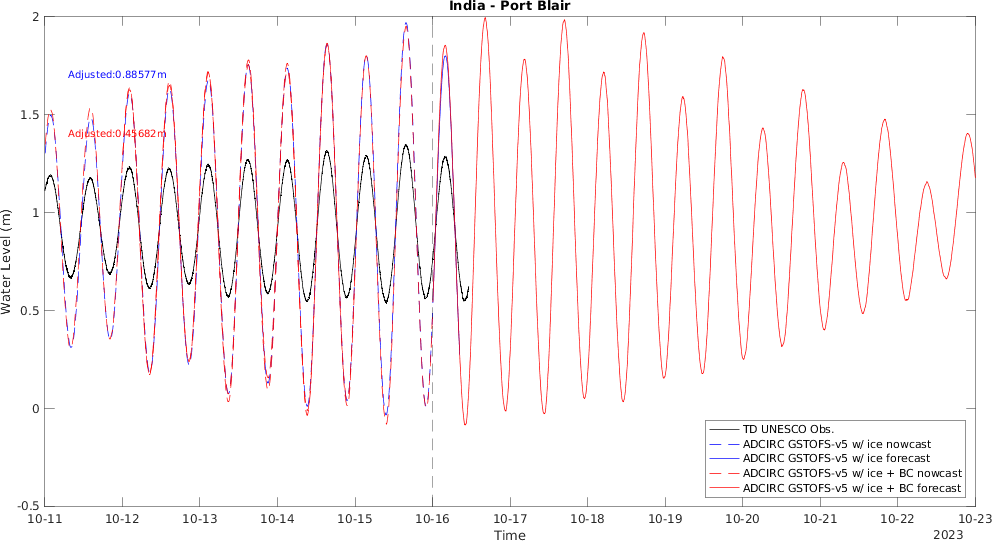 India - Port Blair
2
1.5
1
0.5
0
-0.5
Water Level (m)
Adjusted:0.88577m
Adjusted:0.45682m
TD UNESCO Obs.
ADCIRC GSTOFS-v5 w/ ice nowcast
ADCIRC GSTOFS-v5 w/ ice forecast
ADCIRC GSTOFS-v5 w/ ice + BC nowcast
ADCIRC GSTOFS-v5 w/ ice + BC forecast
10-11 10-12 10-13 10-14 10-15 10-16 10-17 10-18 10-19 10-20 10-21 10-22 10-23
Time
2023